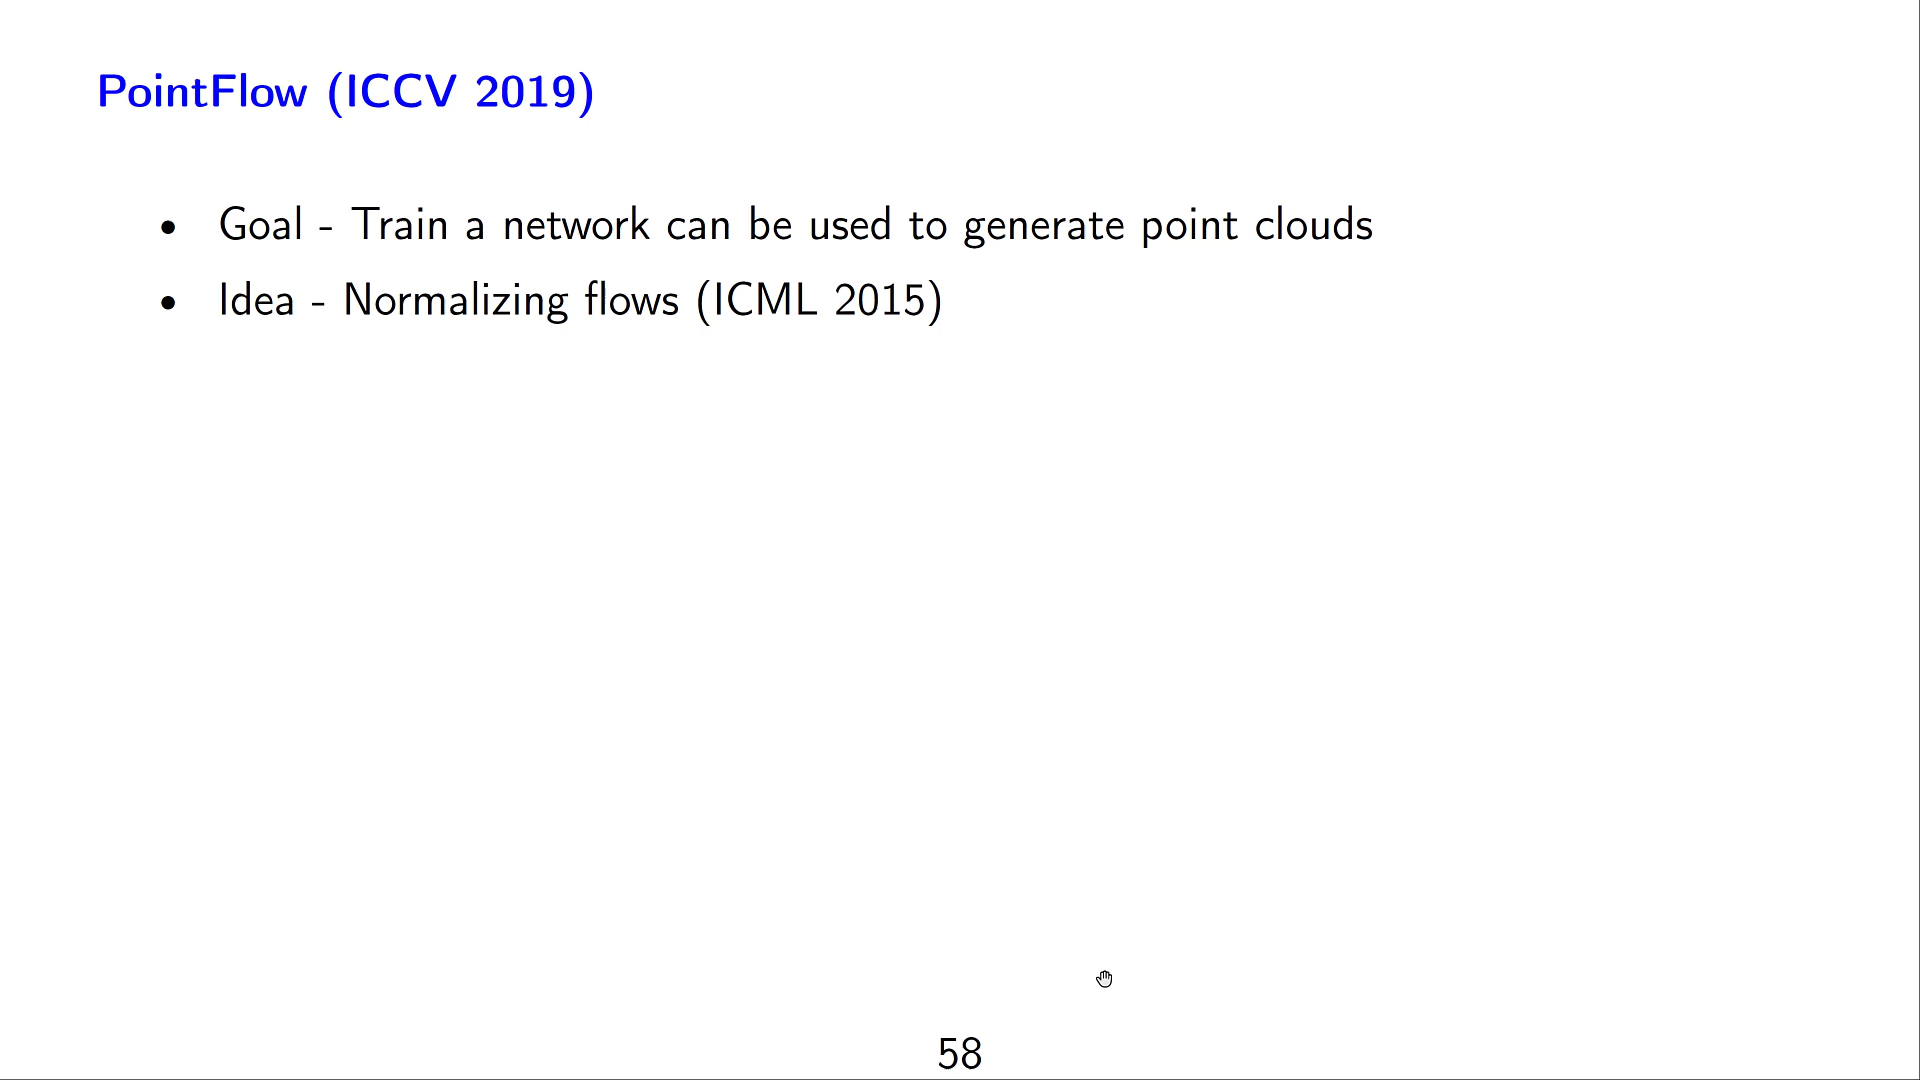 PointFlow (ICCV 2019)
• Goal - Train a network can be used to generate point clouds
• Idea - Normalizing flows (ICML 2015)
58